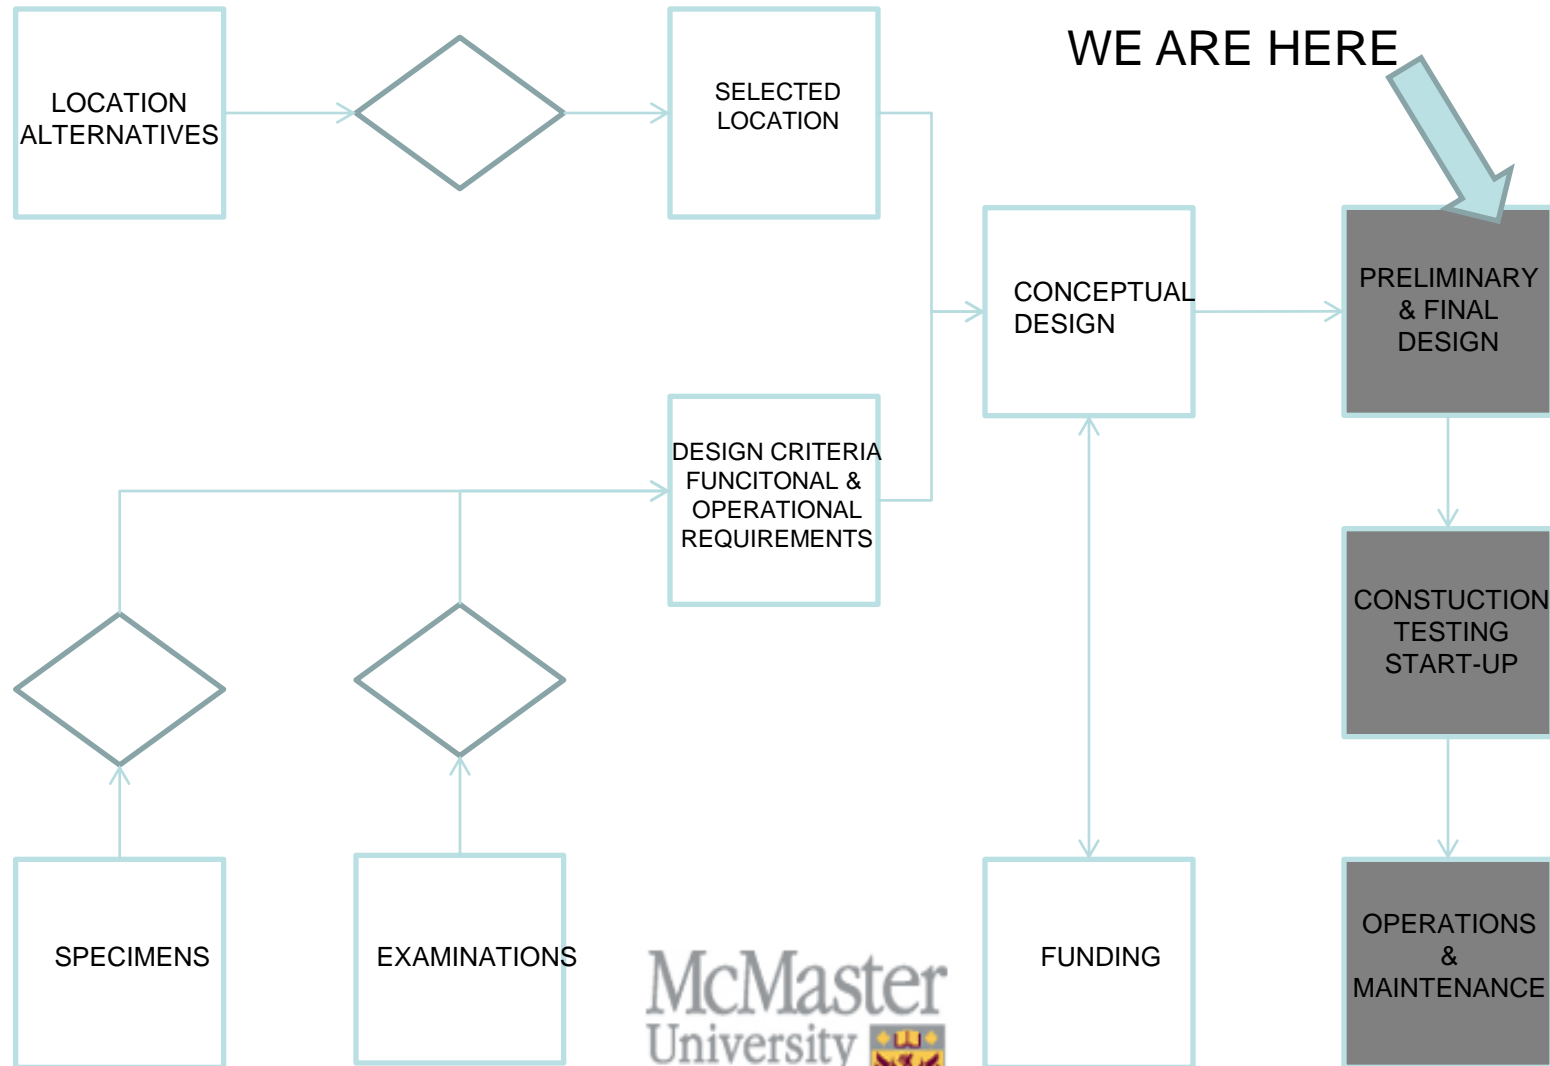 WE ARE HERE
LOCATION
ALTERNATIVES
SELECTED
LOCATION
CONCEPTUAL
DESIGN
PRELIMINARY
& FINAL
DESIGN
DESIGN CRITERIA
FUNCITONAL &
OPERATIONAL
REQUIREMENTS
CONSTUCTION
TESTING
START-UP
SPECIMENS
EXAMINATIONS
FUNDING
OPERATIONS
&
MAINTENANCE
McMaster
University